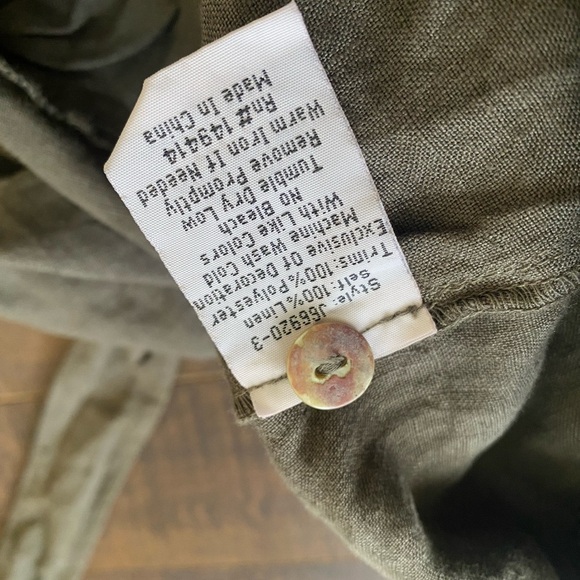 Style: J66920-3
Self: 100% Linen
Trims: 100% Polyester
Exclusive Of Decoration
Machine Wash Cold
With Like Colors
No Bleach
Tumble Dry Low
Remove Promptly
Warm Iron If Needed
Rn# 149414
Made In China